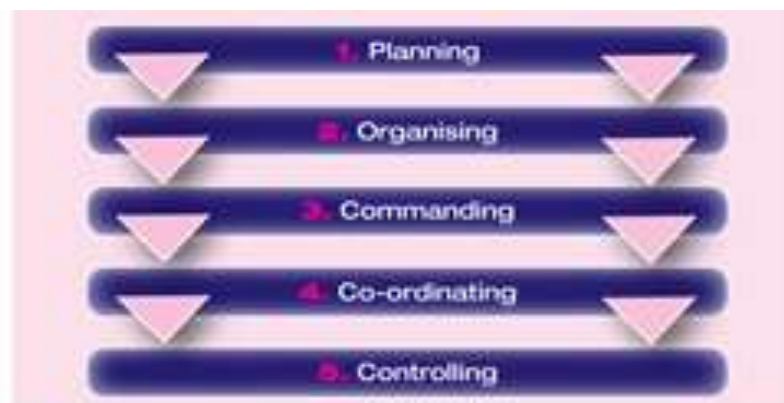 1. Planning
2. Organising
3. Commanding
4. Co-ordinating
5. Controlling